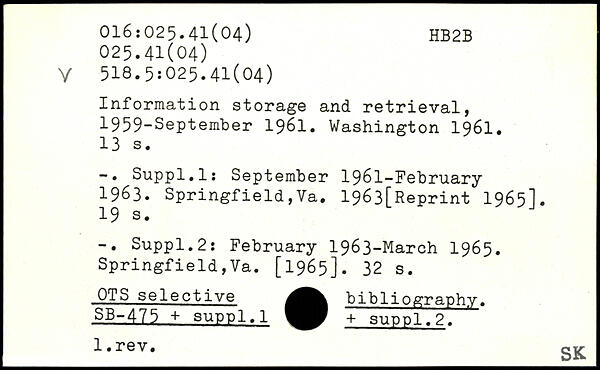 016:025.41(04) HB2B
025.41(04)
V 518.5:025.41(04)
Information storage and retrieval,
1959-September 1961. Washington 1961.
13 s.
-. Suppl.1: September 1961-February
1963. Springfield,Va. 1963[Reprint 1965].
19 s.
-. Suppl.2: February 1963-March 1965.
Springfield,Va. [1965]. 32 s.
OTS selective bibliography.
SB-475 + suppl.1 + suppl.2.
1.rev.
SK